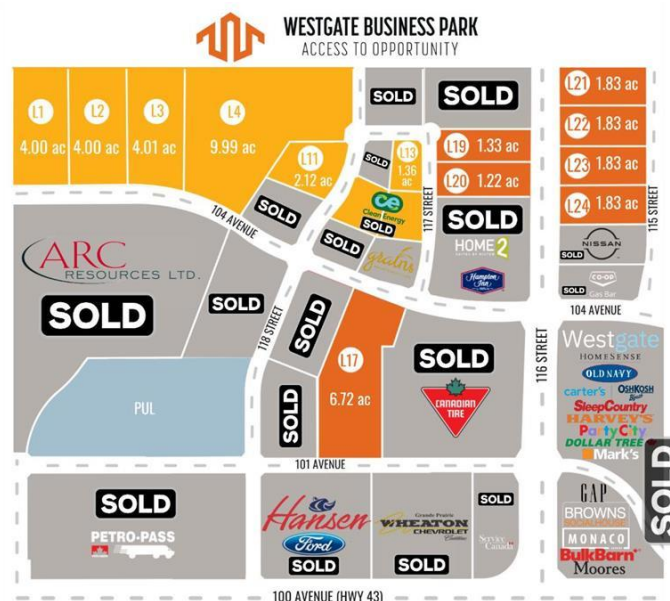 WESTGATE BUSINESS PARK
ACCESS TO OPPORTUNITY
L1
4.00 ac
L2
4.00 ac
L3
4.01 ac
L4
9.99 ac
L11
2.12 ac
SOLD
SOLD
SOLD
L13
1.36
ac
L19 1.33 ac
L20 1.22 ac
L21 1.83 ac
L22 1.83 ac
L23 1.83 ac
L24 1.83 ac
104 AVENUE
SOLD
ce
Clean Energy
SOLD
SOLD
grains
117 STREET
SOLD
HOME2
Hampton
Inn
115 STREET
NISSAN
SOLD
CO-OP
SOLD
Gas Bar
104 AVENUE
ARC
RESOURCES LTD.
SOLD
SOLD
118 STREET
SOLD
L17
6.72 ac
SOLD
SOLD
CANADIAN
TIRE
116 STREET
PUL
Westgate
HOMESENSE
OLD NAVY
carter's
OSHKOSH
SleepCountry
HARVEY'S
PartyCity
DOLLAR TREE
Mark's
SOLD
101 AVENUE
SOLD
PETRO-PASS
Hansen
Ford
SOLD
Grande Prairie
WHEATON
CHEVROLET
Cadillac
SOLD
SOLD
Service
Canada
GAP
BROWNS
SOCIALHOUSE
MONACO
BulkBarn
Moores
100 AVENUE (HWY 43)